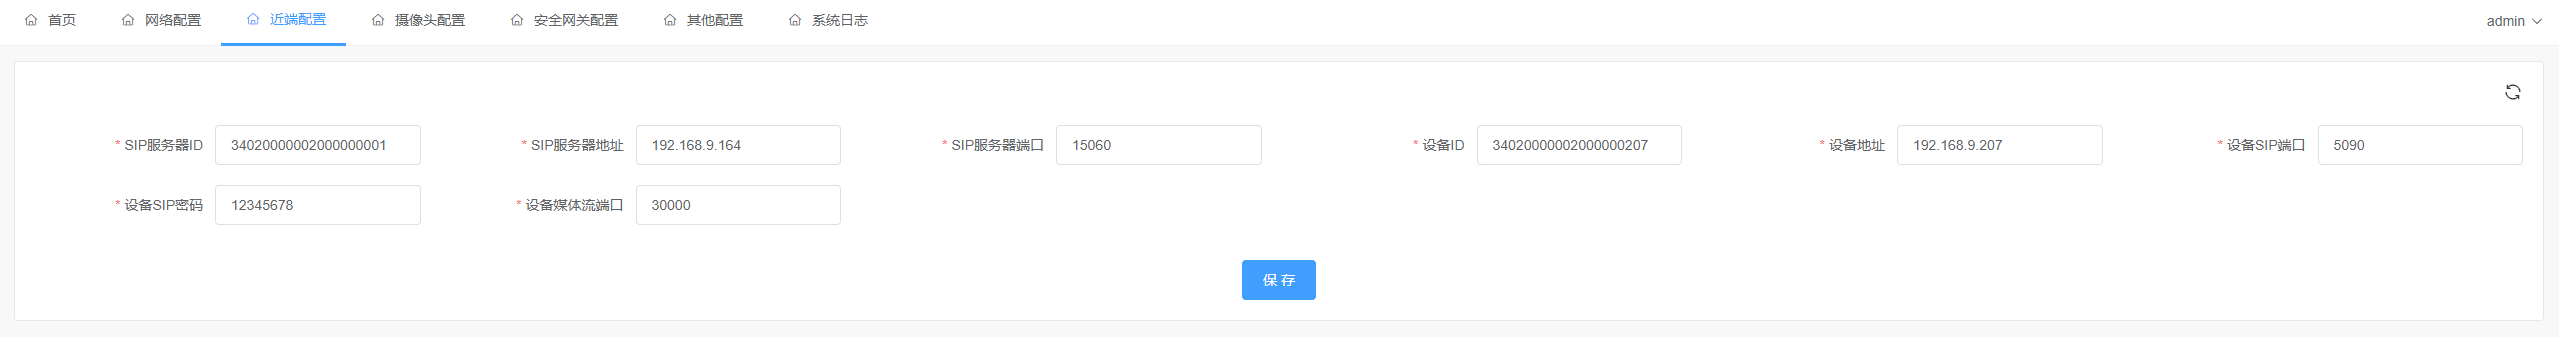 首页 网络配置 近端配置 摄像头配置 安全网关配置 其他配置 系统日志 admin
* SIP服务器ID 34020000002000000001 * SIP服务器地址 192.168.9.164 * SIP服务器端口 15060 * 设备ID 34020000002000000207 * 设备地址 192.168.9.207 * 设备SIP端口 5090
* 设备SIP密码 12345678 * 设备媒体流端口 30000
保 存